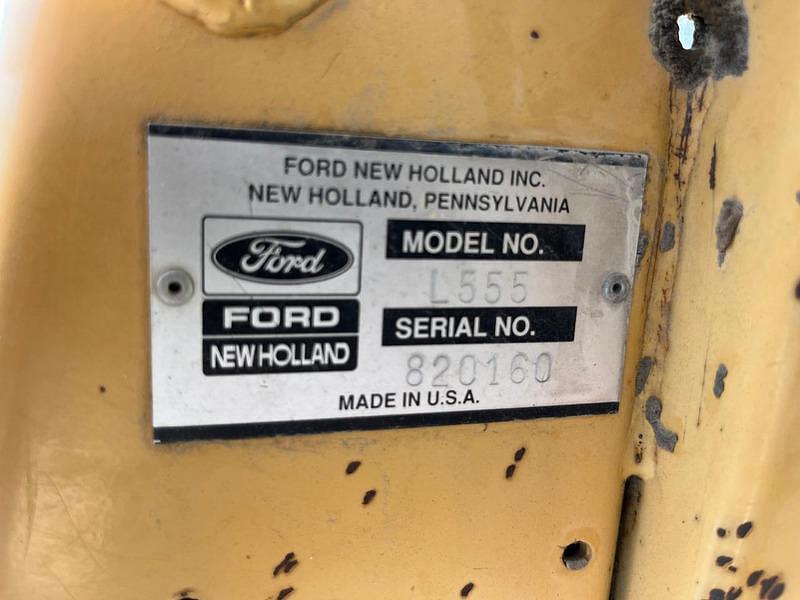 FORD NEW HOLLAND INC.
NEW HOLLAND, PENNSYLVANIA
Ford
FORD
NEW HOLLAND
MODEL NO.
L555
SERIAL NO.
820160
MADE IN U.S.A.